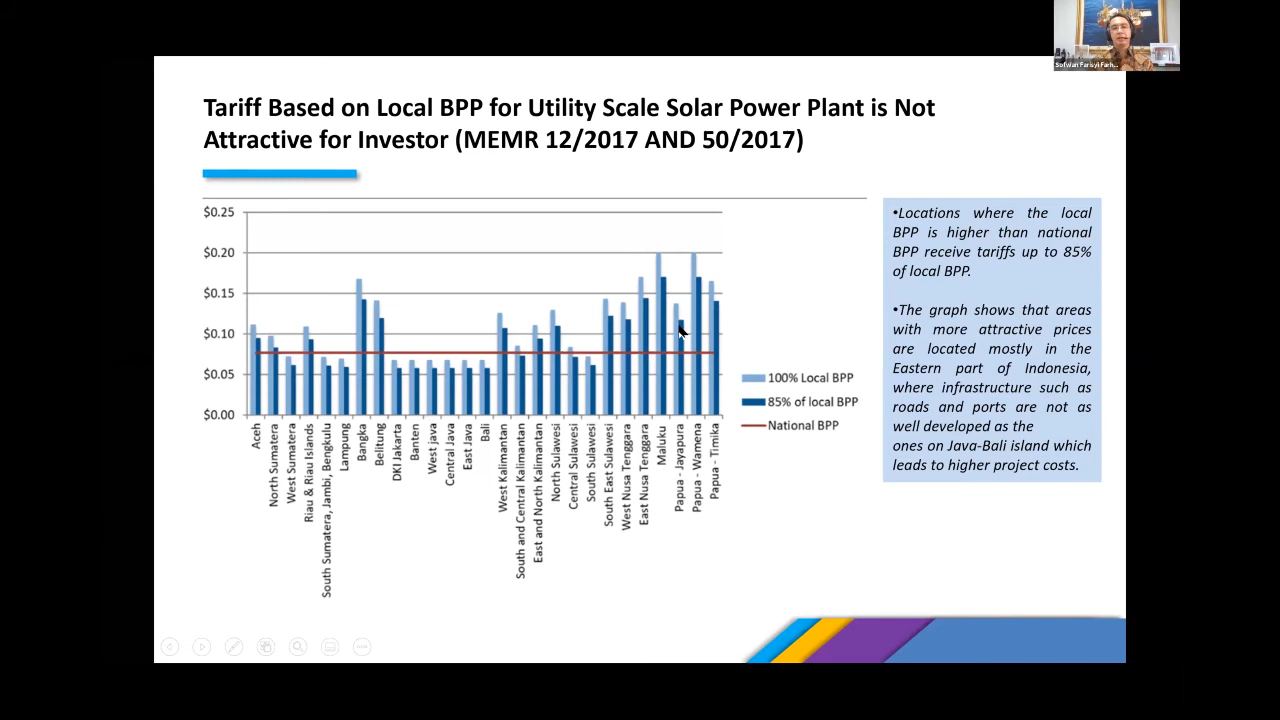 Sofwan Farisyi Farh...
Tariff Based on Local BPP for Utility Scale Solar Power Plant is Not
Attractive for Investor (MEMR 12/2017 AND 50/2017)
$0.25
$0.20
$0.15
$0.10
$0.05
$0.00
Aceh
North Sumatera
West Sumatera
Riau & Riau Islands
South Sumatera, Jambi, Bengkulu
Lampung
Bangka
Belitung
DKI Jakarta
Banten
West java
Central Java
East Java
Bali
West Kalimantan
South and Central Kalimantan
East and North Kalimantan
North Sulawesi
Central Sulawesi
South Sulawesi
South East Sulawesi
West Nusa Tenggara
East Nusa Tenggara
Maluku
Papua - Jayapura
Papua - Wamena
Papua - Timika
100% Local BPP
85% of local BPP
National BPP
•Locations where the local
BPP is higher than national
BPP receive tariffs up to 85%
of local BPP.
•The graph shows that areas
with more attractive prices
are located mostly in the
Eastern part of Indonesia,
where infrastructure such as
roads and ports are not as
well developed as the
ones on Java-Bali island which
leads to higher project costs.